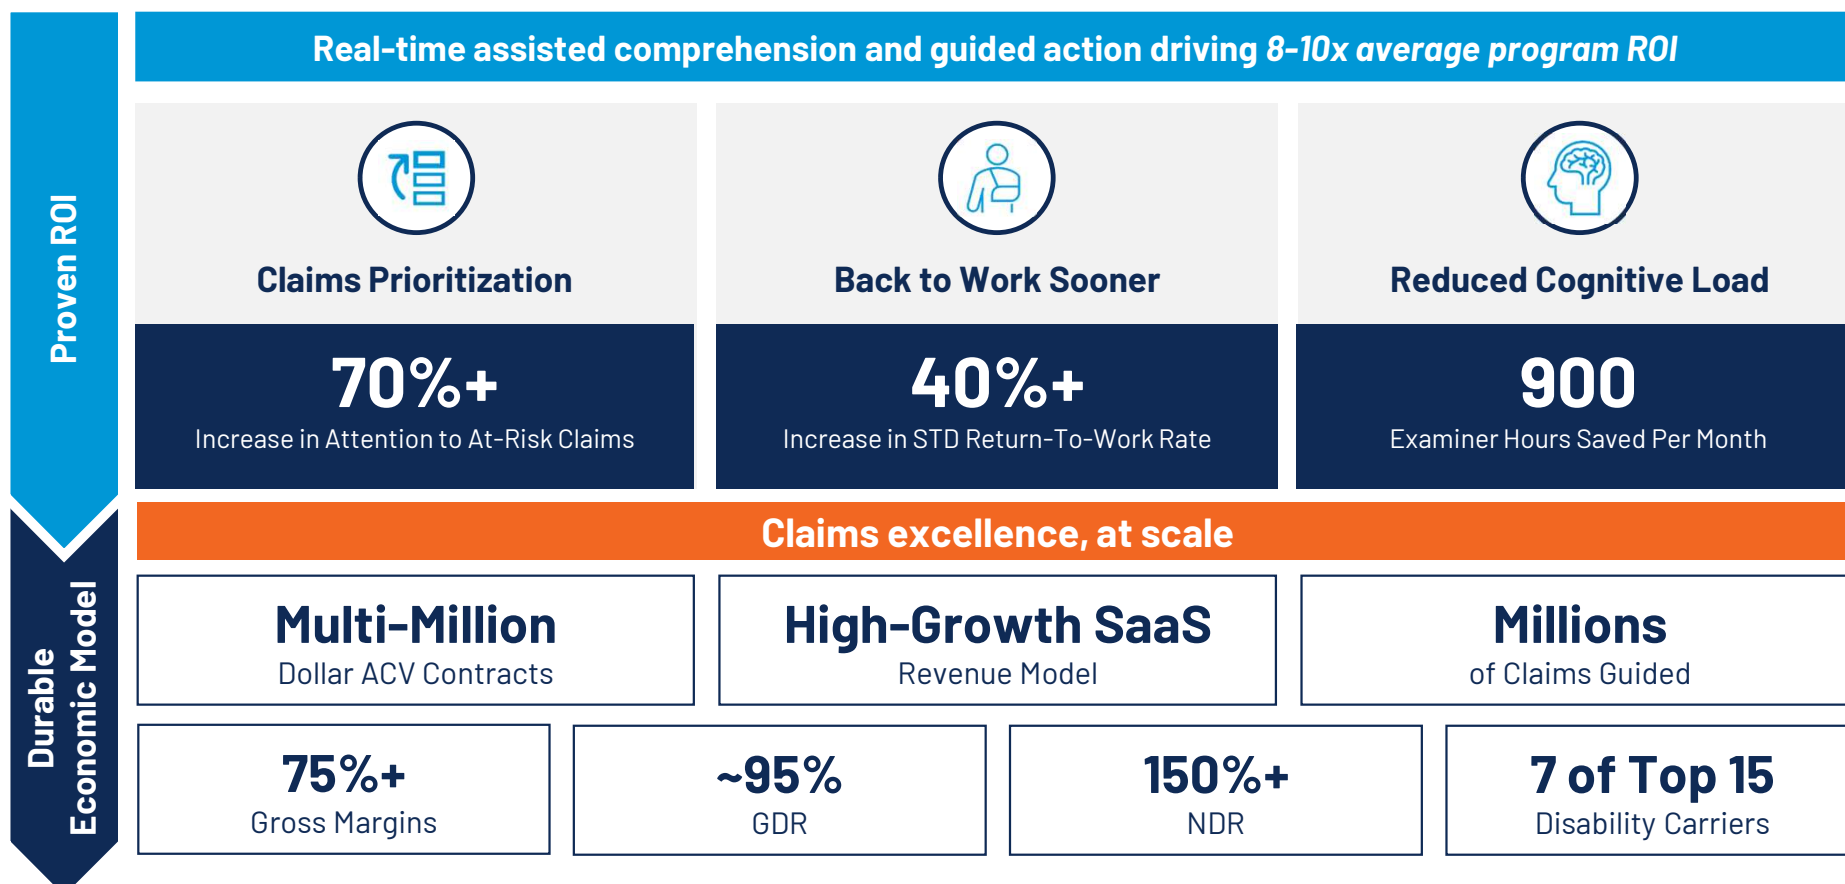 Real-time assisted comprehension and guided action driving 8-10x average program ROI
Proven ROI
Claims Prioritization
70%+
Increase in Attention to At-Risk Claims
Back to Work Sooner
40%+
Increase in STD Return-To-Work Rate
Reduced Cognitive Load
900
Examiner Hours Saved Per Month
Claims excellence, at scale
Durable
Economic Model
Multi-Million
Dollar ACV Contracts
High-Growth SaaS
Revenue Model
Millions
of Claims Guided
75%+
Gross Margins
~95%
GDR
150%+
NDR
7 of Top 15
Disability Carriers